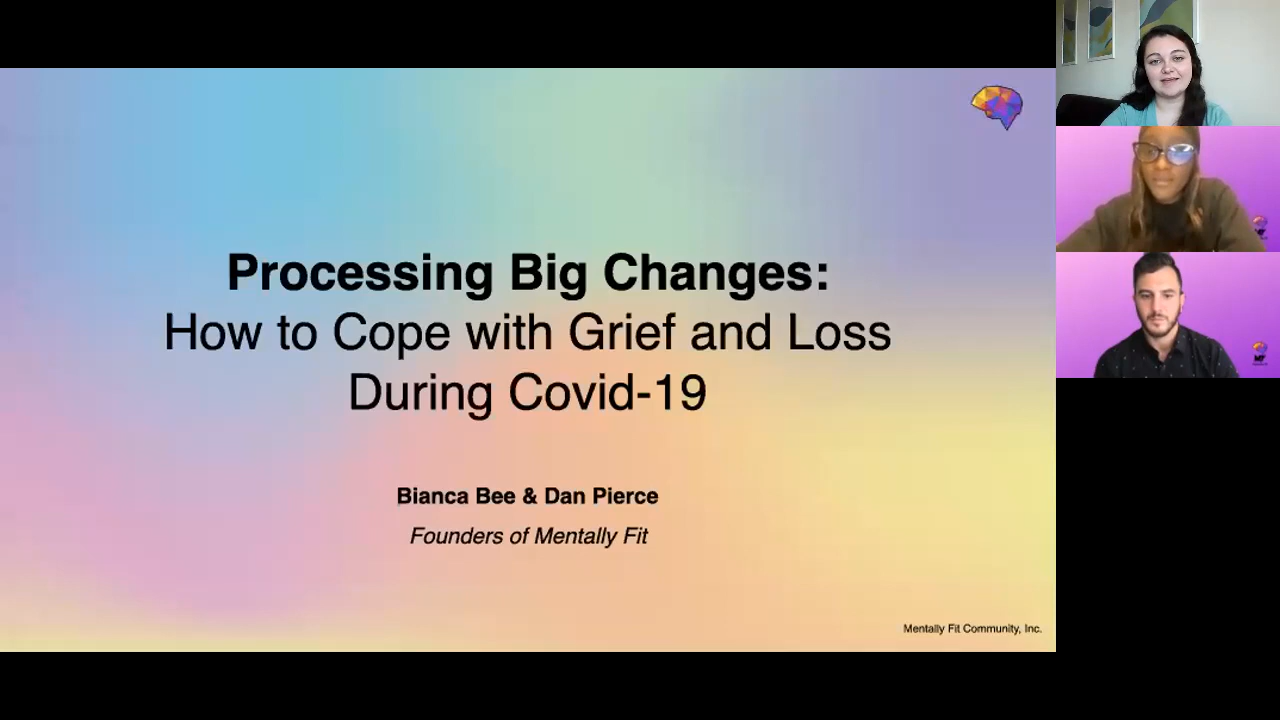 Processing Big Changes:
How to Cope with Grief and Loss
During Covid-19
Bianca Bee & Dan Pierce
Founders of Mentally Fit
Mentally Fit Community, Inc.